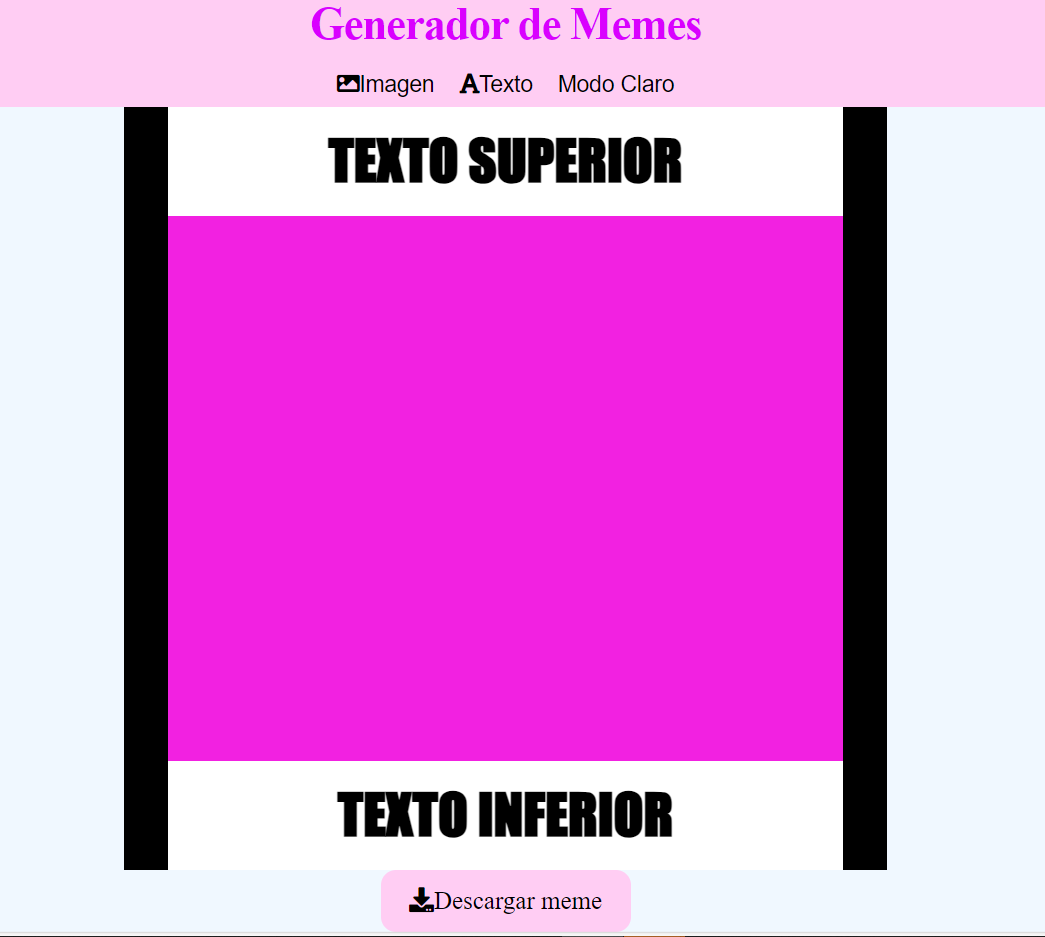 Generador de Memes
Imagen Texto Modo Claro
TEXTO SUPERIOR
TEXTO INFERIOR
Descargar meme